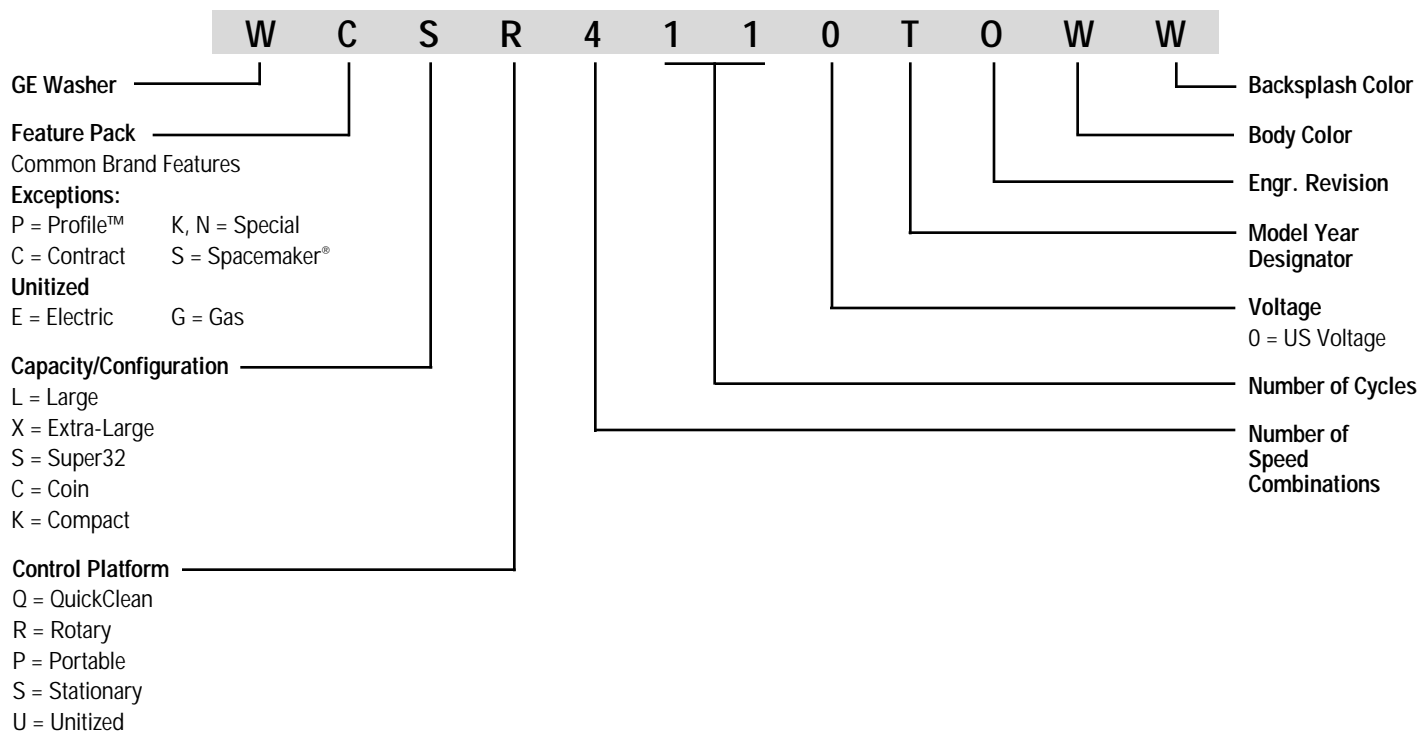 W C S R 4 1 1 0 T O W W
GE Washer
Feature Pack
Common Brand Features
Exceptions:
P = Profile™ K, N = Special
C = Contract S = Spacemaker®
Unitized
E = Electric G = Gas
Capacity/Configuration
L = Large
X = Extra-Large
S = Super32
C = Coin
K = Compact
Control Platform
Q = QuickClean
R = Rotary
P = Portable
S = Stationary
U = Unitized
Backsplash Color
Body Color
Engr. Revision
Model Year
Designator
Voltage
0 = US Voltage
Number of Cycles
Number of
Speed
Combinations